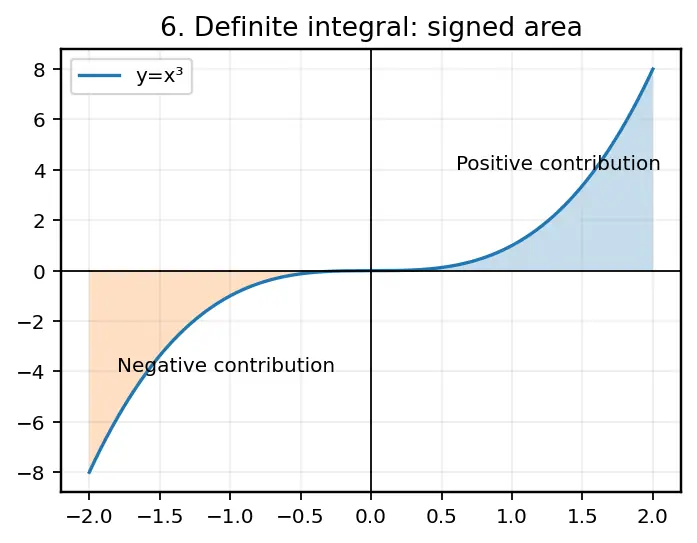 6. Definite integral: signed area
y=x³
8
6
4
2
0
−2
−4
−6
−8
Positive contribution
Negative contribution
−2.0 −1.5 −1.0 −0.5 0.0 0.5 1.0 1.5 2.0